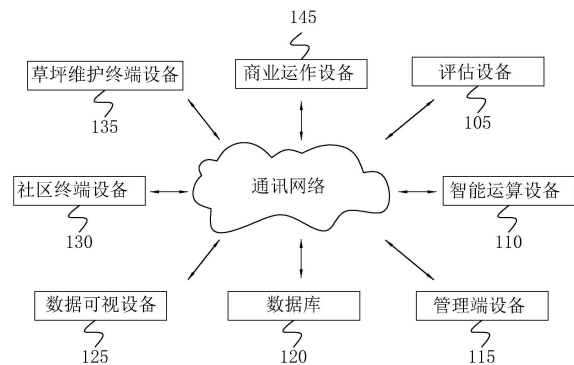 145
草坪维护终端设备
商业运作设备
评估设备
135
105
社区终端设备
通讯网络
智能运算设备
130
110
数据可视设备
数据库
管理端设备
125
120
115